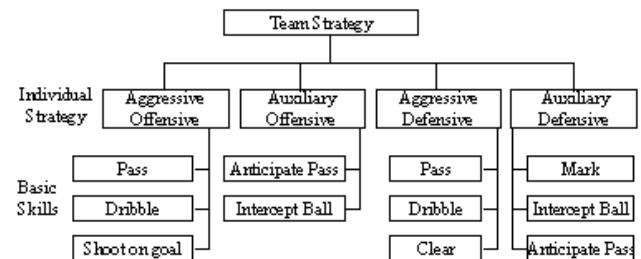 Team Strategy
Individual
Strategy
Aggressive
Offensive
Auxiliary
Offensive
Aggressive
Defensive
Auxiliary
Defensive
Basic
Skills
Pass
Anticipate Pass
Pass
Mark
Dribble
Intercept Ball
Dribble
Intercept Ball
Shoot on goal
Clear
Anticipate Pass